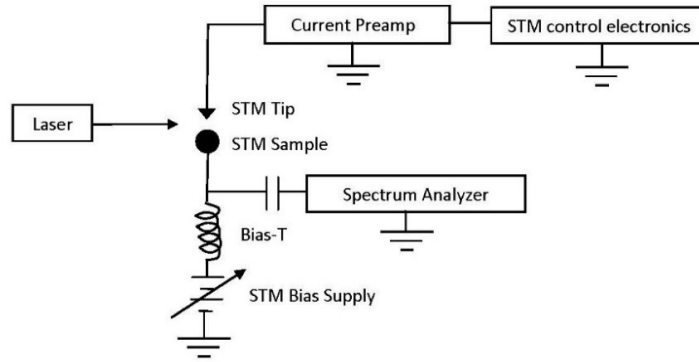 Current Preamp
STM control electronics
STM Tip
Laser
STM Sample
Spectrum Analyzer
Bias-T
STM Bias Supply